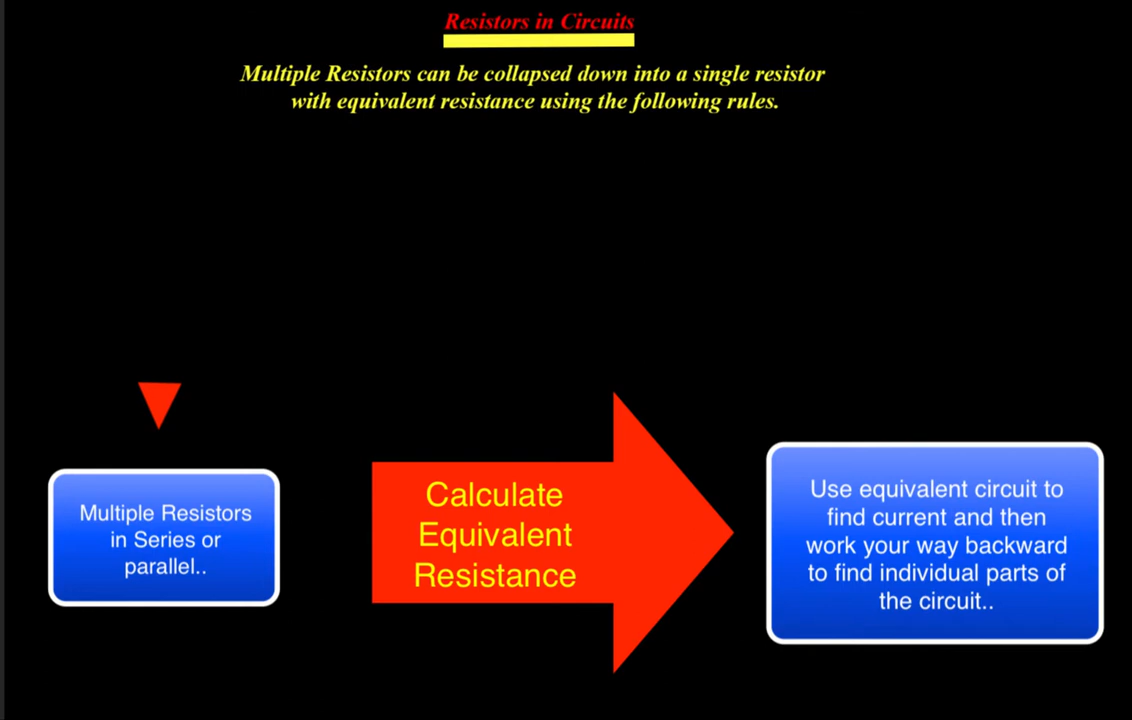 Resistors in Circuits
Multiple Resistors can be collapsed down into a single resistor
with equivalent resistance using the following rules.
Multiple Resistors
in Series or
parallel..
Calculate
Equivalent
Resistance
Use equivalent circuit to
find current and then
work your way backward
to find individual parts of
the circuit..